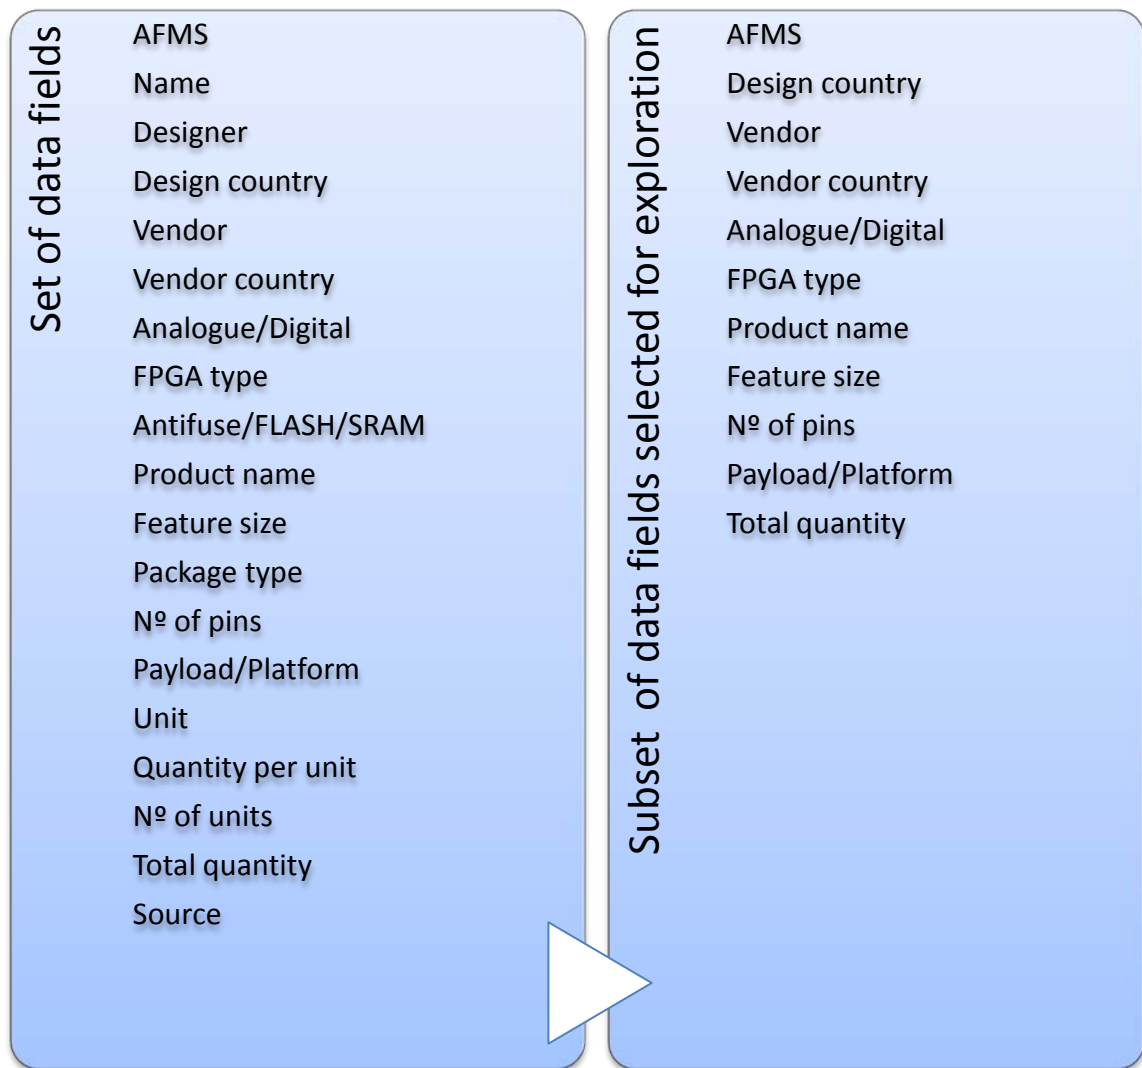 Set of data fields
AFMS
Name
Designer
Design country
Vendor
Vendor country
Analogue/Digital
FPGA type
Antifuse/FLASH/SRAM
Product name
Feature size
Package type
Nº of pins
Payload/Platform
Unit
Quantity per unit
Nº of units
Total quantity
Source
Subset of data fields selected for exploration
AFMS
Design country
Vendor
Vendor country
Analogue/Digital
FPGA type
Product name
Feature size
Nº of pins
Payload/Platform
Total quantity